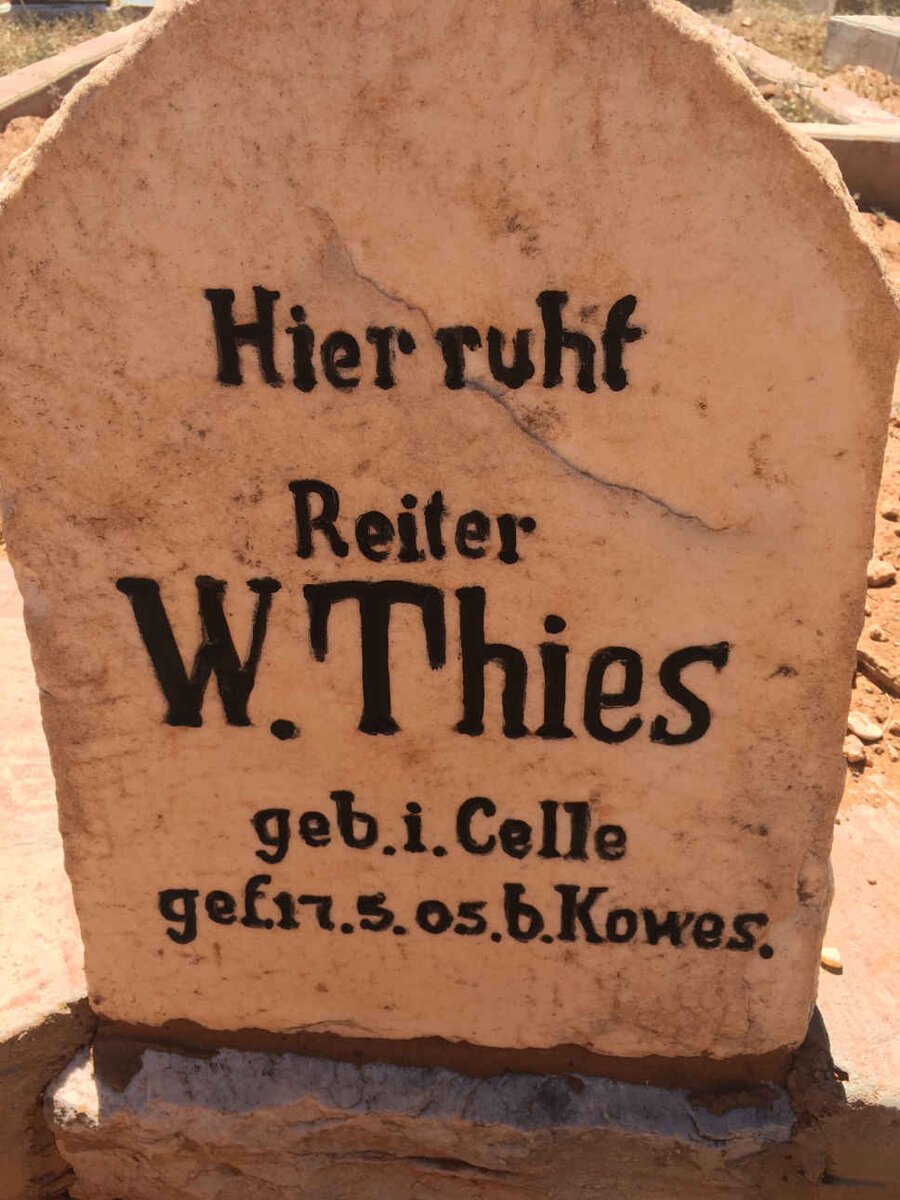 Hier ruht
Reiter
W. Thies
geb. i. Celle
gef. 17. 5. 05. b. Kowes.